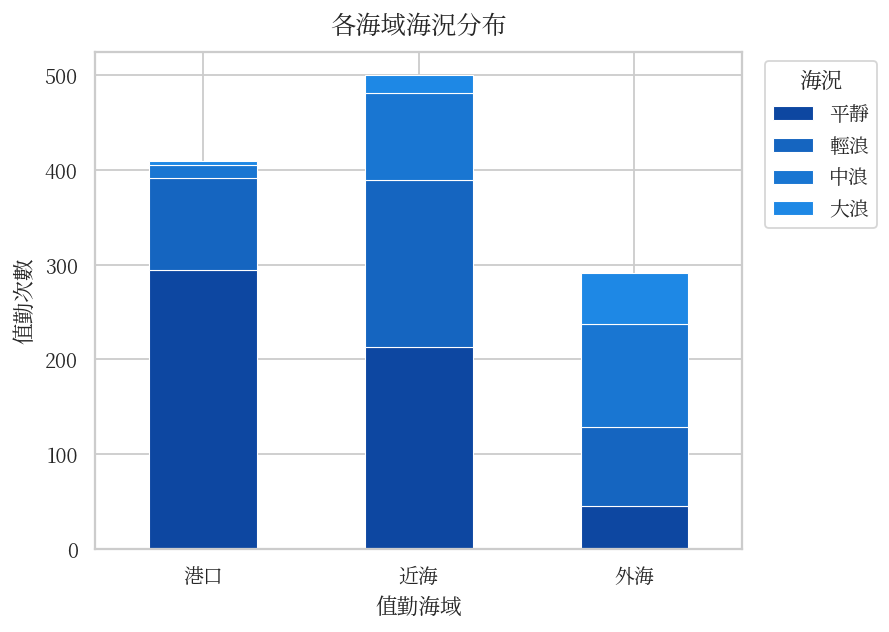 各海域海況分布
值勤次數
500
400
300
200
100
0
港口
近海
外海
值勤海域
海況
平靜
輕浪
中浪
大浪